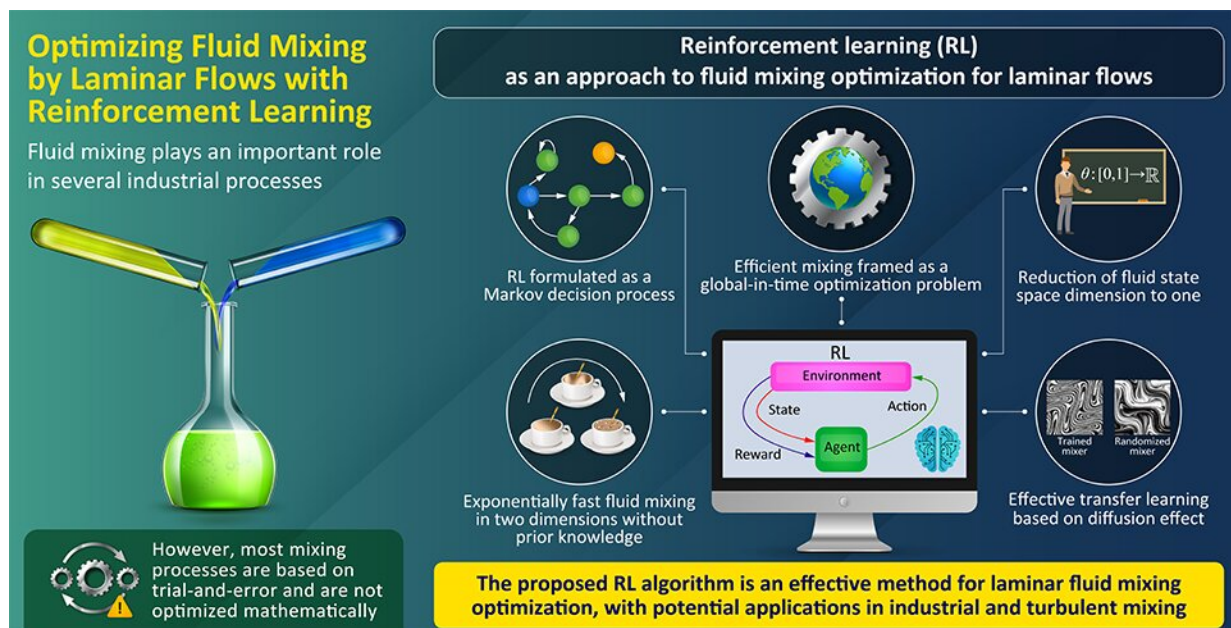 Optimizing Fluid Mixing
by Laminar Flows with
Reinforcement Learning
Fluid mixing plays an important role
in several industrial processes
However, most mixing
processes are based on
trial-and-error and are not
optimized mathematically
Reinforcement learning (RL)
as an approach to fluid mixing optimization for laminar flows
RL formulated as a
Markov decision process
Efficient mixing framed as a
global-in-time optimization problem
θ:[0,1]→ℝ
Reduction of fluid state
space dimension to one
Exponentially fast fluid mixing
in two dimensions without
prior knowledge
RL
Environment
State
Action
Reward
Agent
Trained
mixer
Randomized
mixer
Effective transfer learning
based on diffusion effect
The proposed RL algorithm is an effective method for laminar fluid mixing
optimization, with potential applications in industrial and turbulent mixing